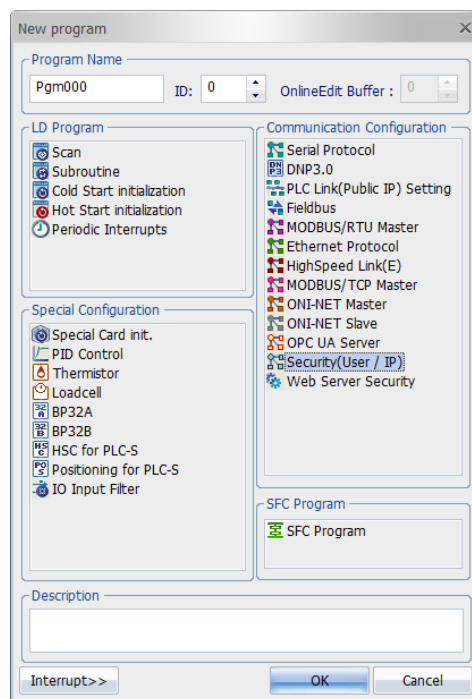 New program
Program Name
Pgm000
ID: 0
OnlineEdit Buffer : 0
LD Program
Scan
Subroutine
Cold Start initialization
Hot Start initialization
Periodic Interrupts
Special Configuration
Special Card init.
PID Control
Thermistor
Loadcell
BP32A
BP32B
HSC for PLC-S
Positioning for PLC-S
IO Input Filter
Communication Configuration
Serial Protocol
DNP3.0
PLC Link(Public IP) Setting
Fieldbus
MODBUS/RTU Master
Ethernet Protocol
HighSpeed Link(E)
MODBUS/TCP Master
ONI-NET Master
ONI-NET Slave
OPC UA Server
Security(User / IP)
Web Server Security
SFC Program
SFC Program
Description
Interrupt>>
OK
Cancel